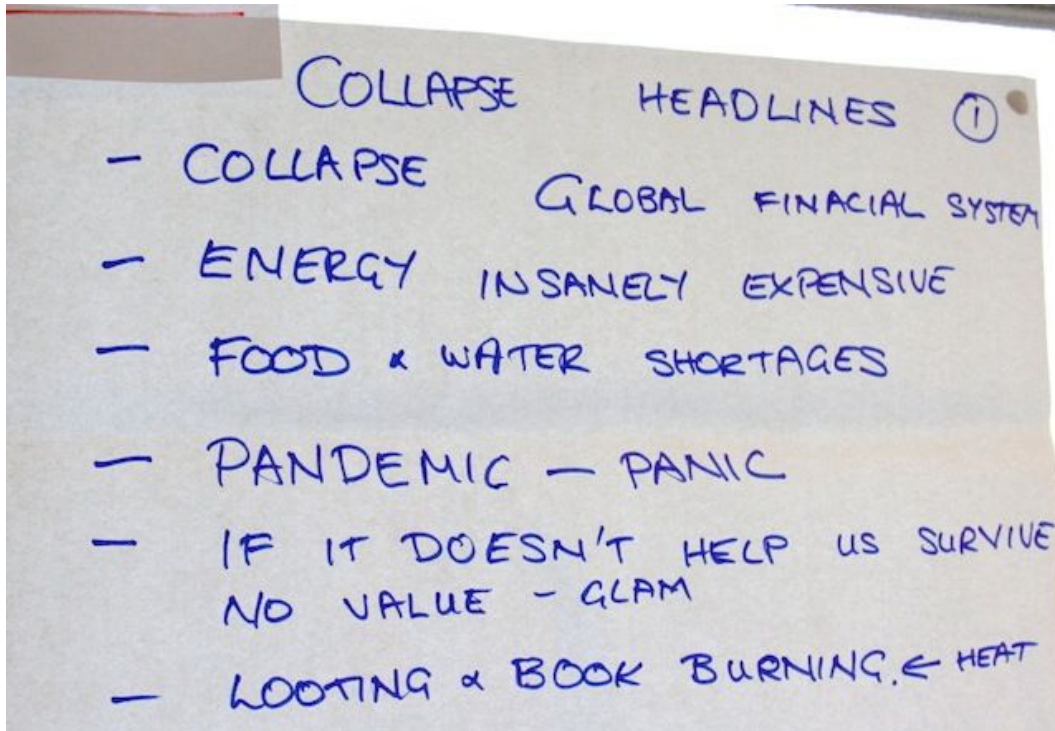 COLLAPSE HEADLINES ①
- COLLAPSE GLOBAL FINACIAL SYSTEM
- ENERGY INSANELY EXPENSIVE
- FOOD & WATER SHORTAGES
- PANDEMIC - PANIC
- IF IT DOESN'T HELP US SURVIVE
NO VALUE - GLAM
- LOOTING & BOOK BURNING. ← HEAT